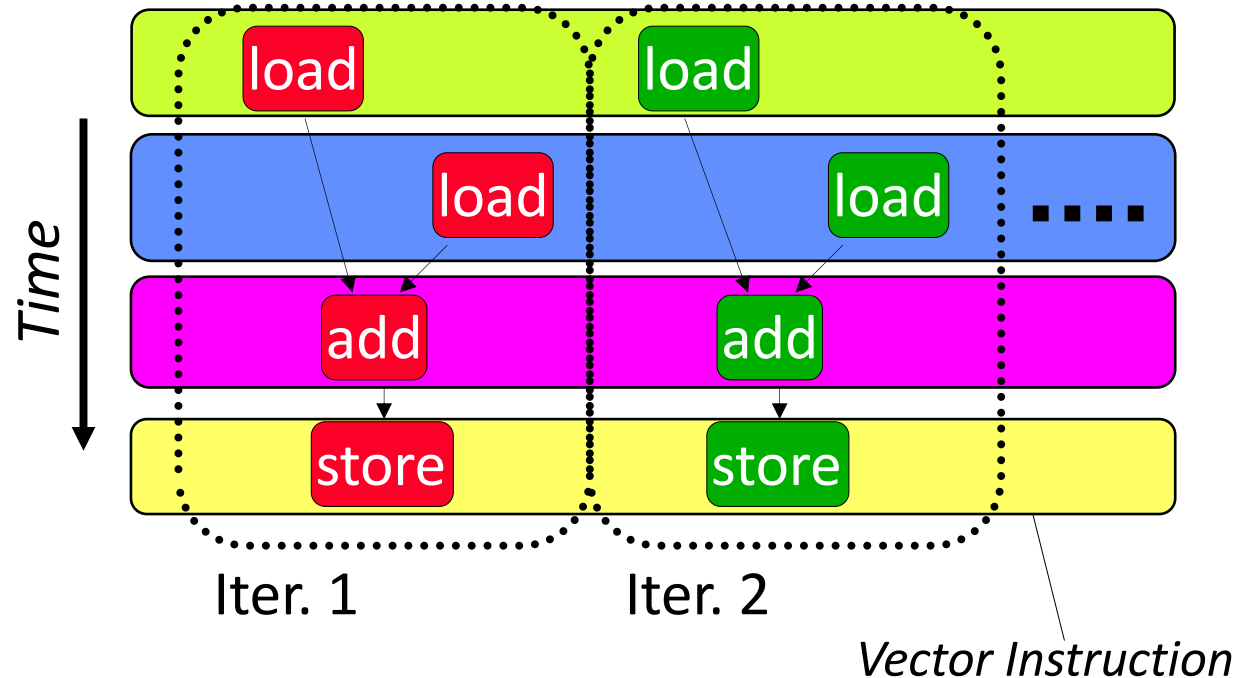 load load
load load
Time
add add
store store
Iter. 1 Iter. 2
Vector Instruction